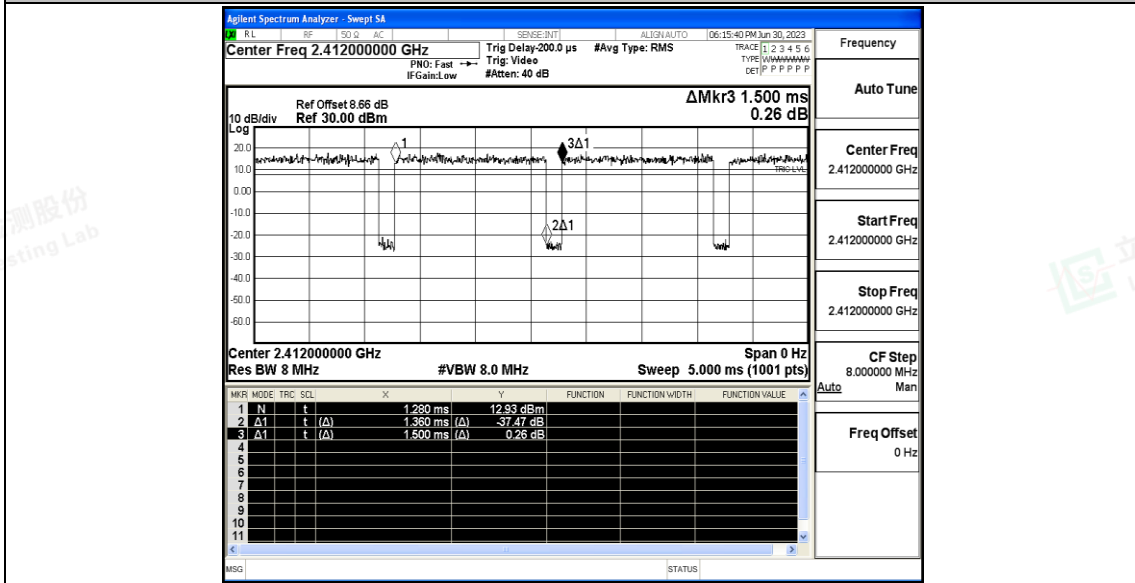 Agilent Spectrum Analyzer - Swept SA
RL RF 50 Ω AC SENSE:INT ALIGNAUTO 06:15:40 PM Jun 30, 2023
Center Freq 2.412000000 GHz
PNO: Fast
IFGain:Low
Trig Delay-200.0 µs
Trig: Video
#Atten: 40 dB
#Avg Type: RMS
TRACE 1 2 3 4 5 6
TYPE
DET P P P P P P
ΔMkr3 1.500 ms
0.26 dB
Ref Offset 8.66 dB
10 dB/div Ref 30.00 dBm
Log
20.0
10.0
0.00
-10.0
-20.0
-30.0
-40.0
-50.0
-60.0
1
3Δ1
2Δ1
TRIG LVL
Center 2.412000000 GHz Span 0 Hz
Res BW 8 MHz #VBW 8.0 MHz Sweep 5.000 ms (1001 pts)
MKR MODE TRC SCL X Y FUNCTION FUNCTION WIDTH FUNCTION VALUE
1 N t 1.280 ms 12.93 dBm
2 Δ1 t (Δ) 1.360 ms (Δ) -37.47 dB
3 Δ1 t (Δ) 1.500 ms (Δ) 0.26 dB
4
5
6
7
8
9
10
11
MSG STATUS
Frequency
Auto Tune
Center Freq
2.412000000 GHz
Start Freq
2.412000000 GHz
Stop Freq
2.412000000 GHz
CF Step
8.000000 MHz
Auto Man
Freq Offset
0 Hz
测股份
sting Lab
立